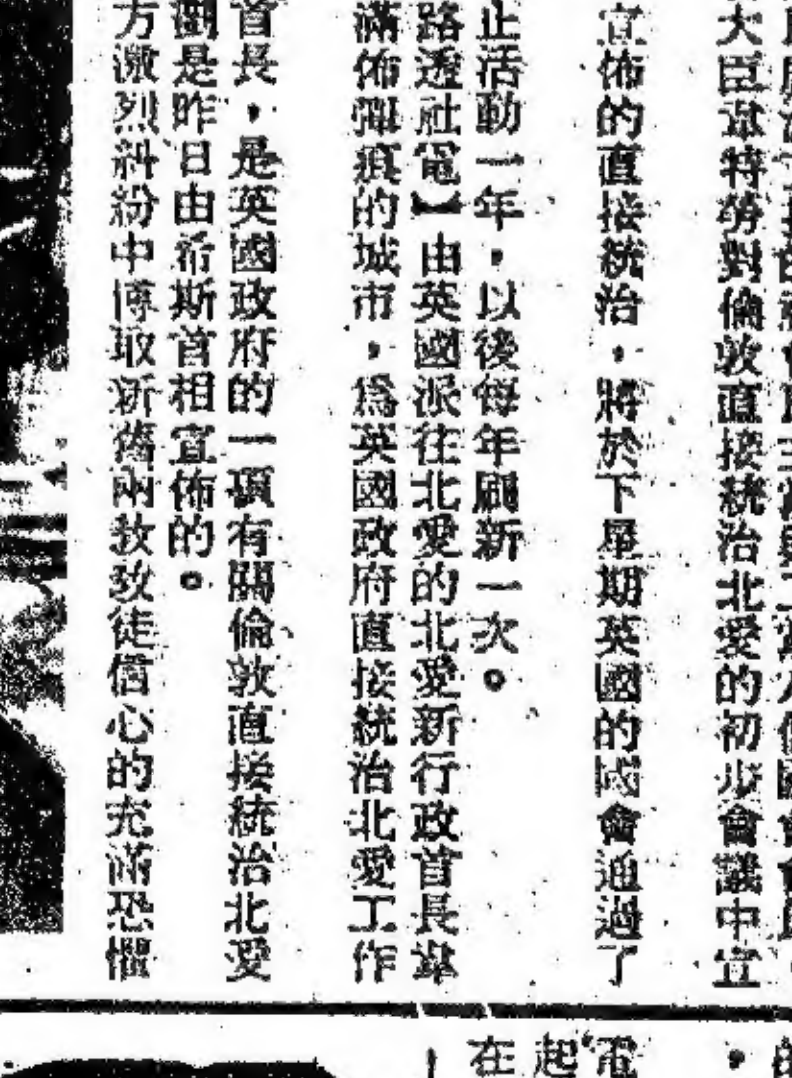 大臣韋特勞對倫敦直接統治北愛的初步會議中宣
宣佈的直接統治，將於下星期英國的國會通過了
止活動一年，以後每年刷新一次。
路透社電】由英國派往北愛的北愛新行政首長韋
滿佈彈痕的城市，為英國政府直接統治北愛工作
首長，是英國政府的一項有關倫敦直接統治北愛
劃是昨日由希斯首相宣佈的。
方激烈糾紛中博取新舊兩教教徒信心的充滿恐懼
電
起
在